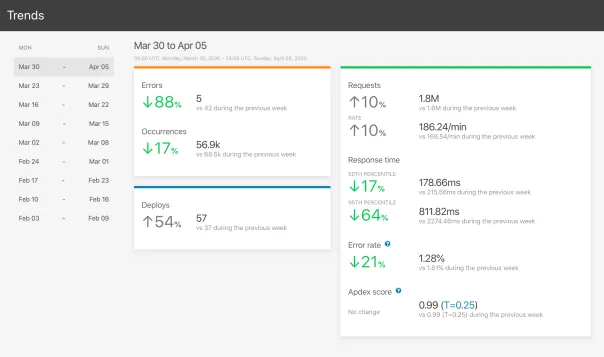 Trends
MON SUN
Mar 30 - Apr 05
Mar 23 - Mar 29
Mar 16 - Mar 22
Mar 09 - Mar 15
Mar 02 - Mar 08
Feb 24 - Mar 01
Feb 17 - Feb 23
Feb 10 - Feb 16
Feb 03 - Feb 09
Mar 30 to Apr 05
00:00 UTC, Monday, March 30, 2020 - 23:59 UTC, Sunday, April 05, 2020
Errors
↓88%
5
vs 42 during the previous week
Occurrences
↓17%
56.9k
vs 68.6k during the previous week
Deploys
↑54%
57
vs 37 during the previous week
Requests
↑10%
1.8M
vs 1.6M during the previous week
RATE
↑10%
186.24/min
vs 168.54/min during the previous week
Response time
50TH PERCENTILE
↓17%
178.66ms
vs 215.56ms during the previous week
95TH PERCENTILE
↓64%
811.82ms
vs 2274.46ms during the previous week
Error rate ?
↓21%
1.28%
vs 1.61% during the previous week
Apdex score ?
No change
0.99 (T=0.25)
vs 0.99 (T=0.25) during the previous week